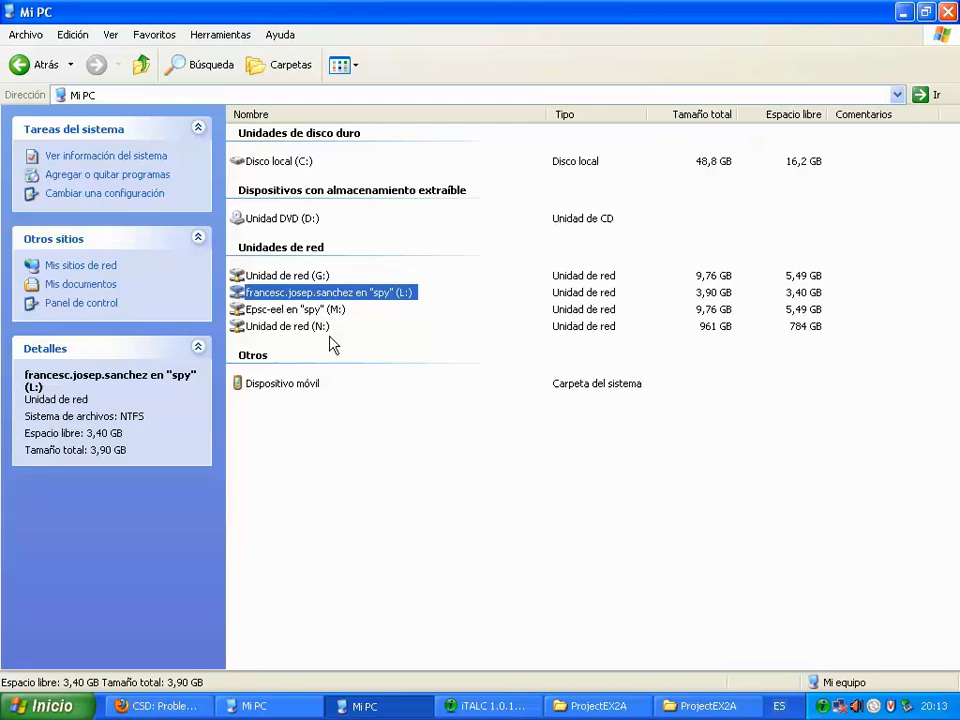 Mi PC
Archivo Edición Ver Favoritos Herramientas Ayuda
Atrás Búsqueda Carpetas
Dirección Mi PC Ir
Tareas del sistema
Ver información del sistema
Agregar o quitar programas
Cambiar una configuración
Otros sitios
Mis sitios de red
Mis documentos
Panel de control
Detalles
francesc.josep.sanchez en "spy"
(L:)
Unidad de red
Sistema de archivos: NTFS
Espacio libre: 3,40 GB
Tamaño total: 3,90 GB
Nombre Tipo Tamaño total Espacio libre Comentarios
Unidades de disco duro
Disco local (C:) Disco local 48,8 GB 16,2 GB
Dispositivos con almacenamiento extraíble
Unidad DVD (D:) Unidad de CD
Unidades de red
Unidad de red (G:) Unidad de red 9,76 GB 5,49 GB
francesc.josep.sanchez en "spy" (L:) Unidad de red 3,90 GB 3,40 GB
Epsc-eel en "spy" (M:) Unidad de red 9,76 GB 5,49 GB
Unidad de red (N:) Unidad de red 961 GB 784 GB
Otros
Dispositivo móvil Carpeta del sistema
Espacio libre: 3,40 GB Tamaño total: 3,90 GB Mi equipo
Inicio CSD: Proble... Mi PC Mi PC iTALC 1.0.1... ProjectEX2A ProjectEX2A ES 20:13